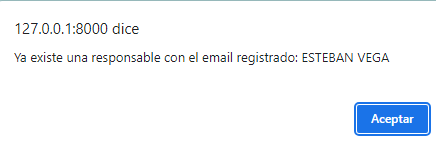 127.0.0.1:8000 dice
Ya existe una responsable con el email registrado: ESTEBAN VEGA
Aceptar